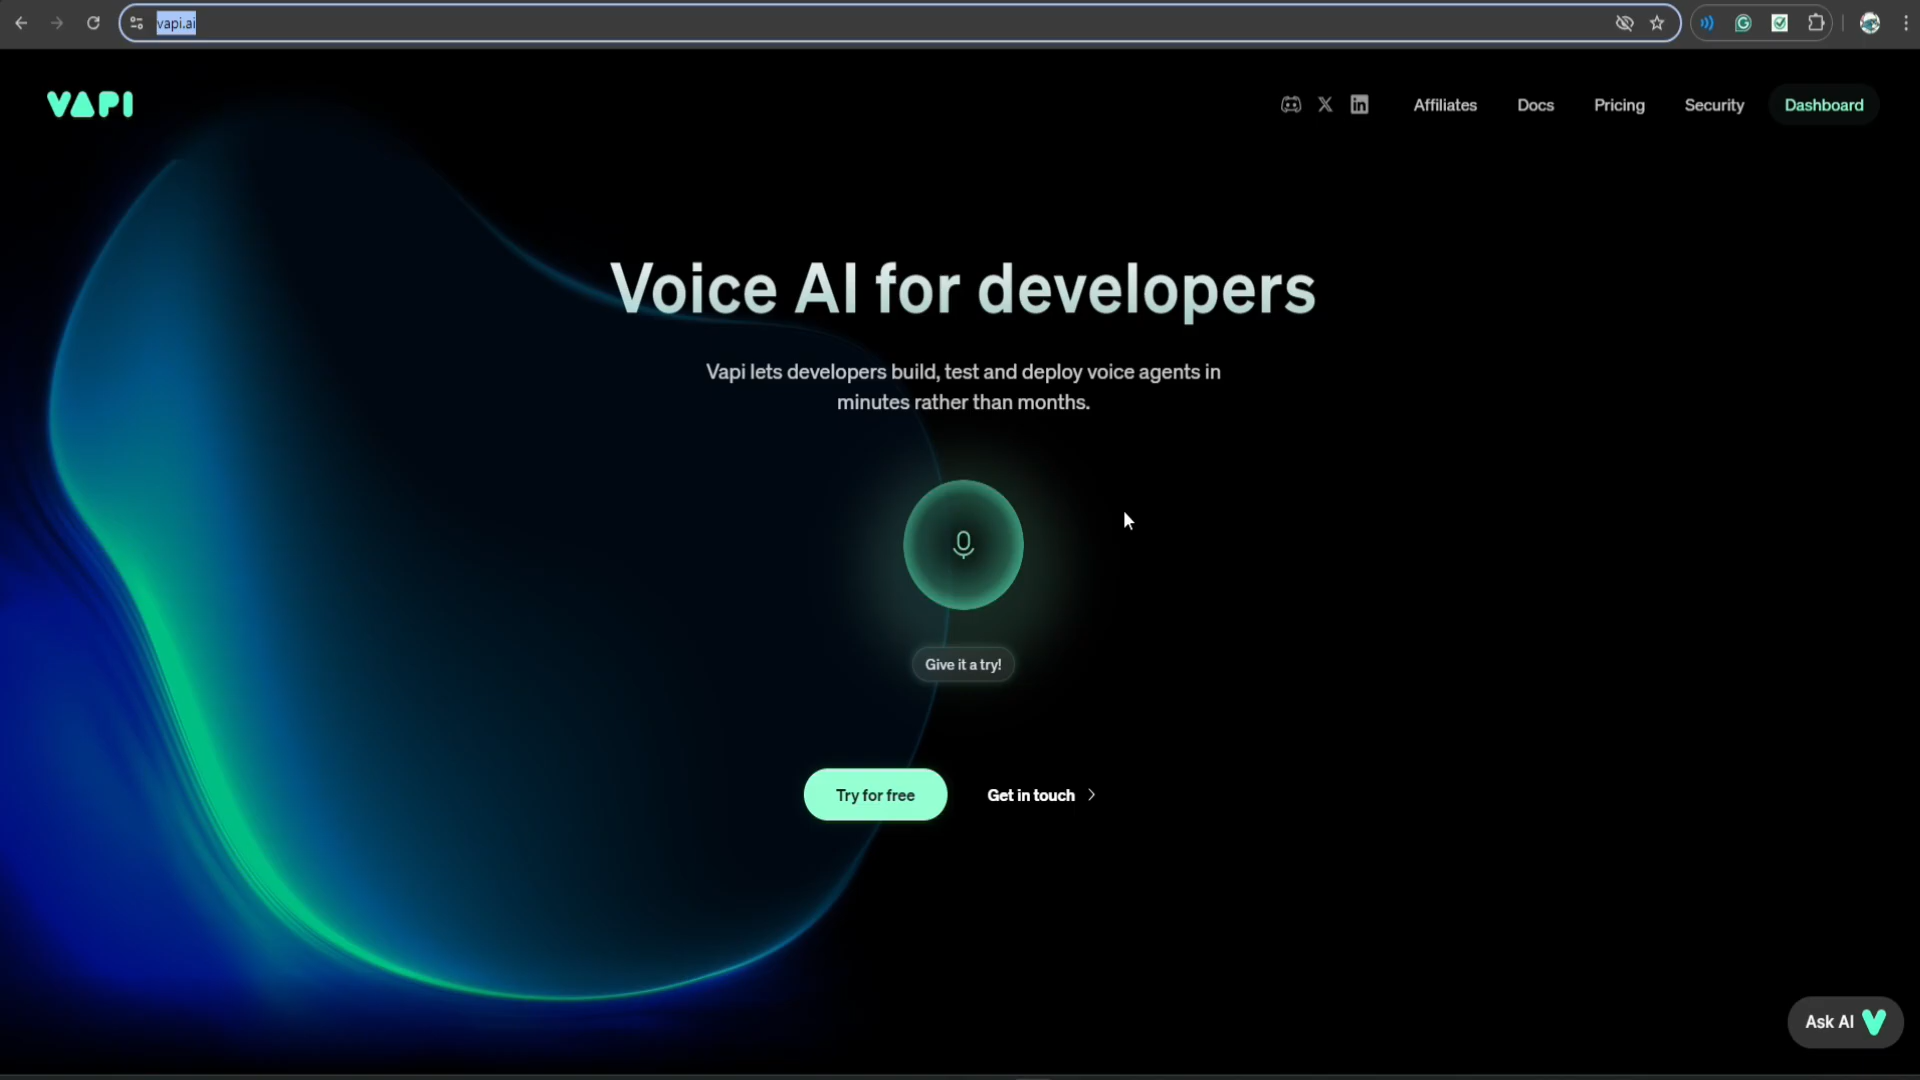 vapi.ai
VAPI
Affiliates
Docs
Pricing
Security
Dashboard
Voice AI for developers
Vapi lets developers build, test and deploy voice agents in
minutes rather than months.
Give it a try!
Try for free
Get in touch
Ask AI